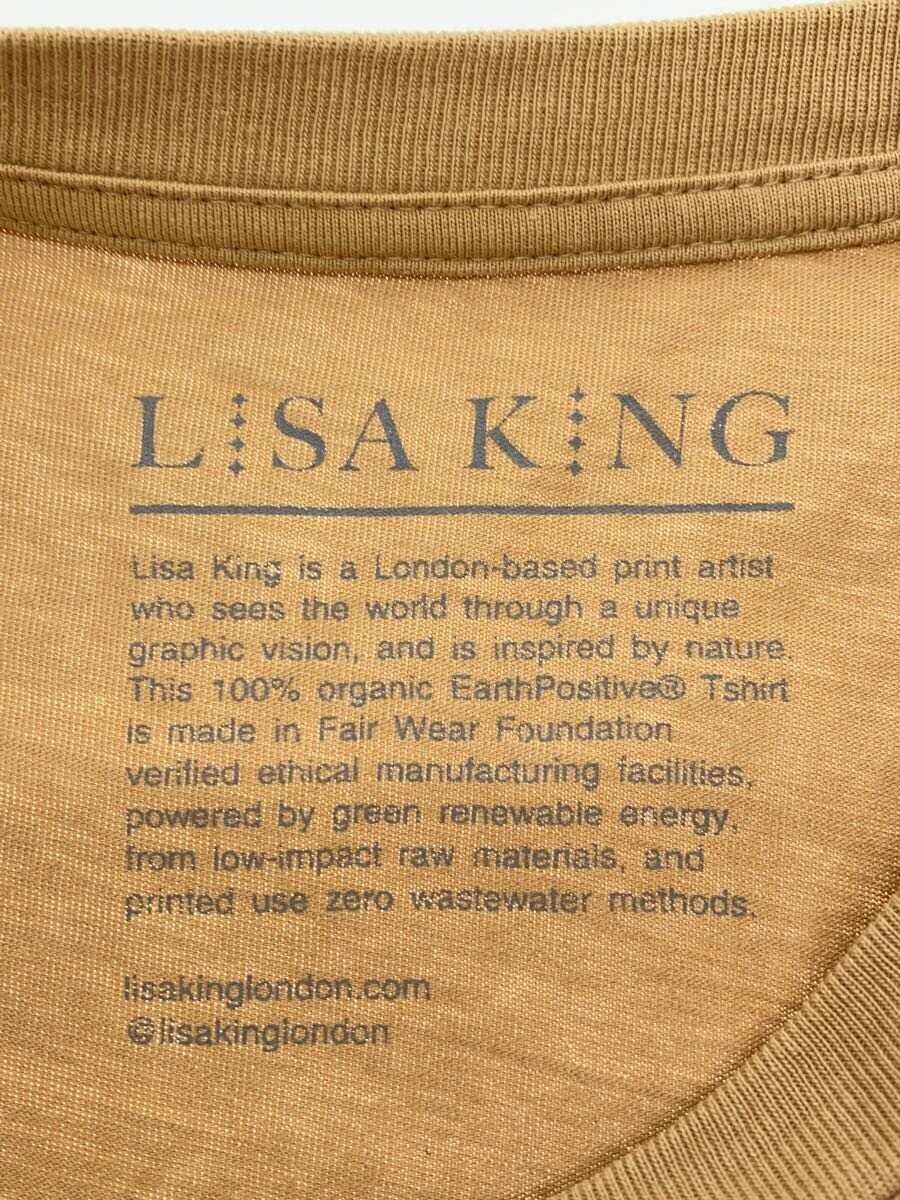 LISA KING
Lisa King is a London-based print artist
who sees the world through a unique
graphic vision, and is inspired by nature.
This 100% organic EarthPositive® Tshirt
is made in Fair Wear Foundation
verified ethical manufacturing facilities,
powered by green renewable energy,
from low-impact raw materials, and
printed use zero wastewater methods.
lisakinglondon.com
@lisakinglondon